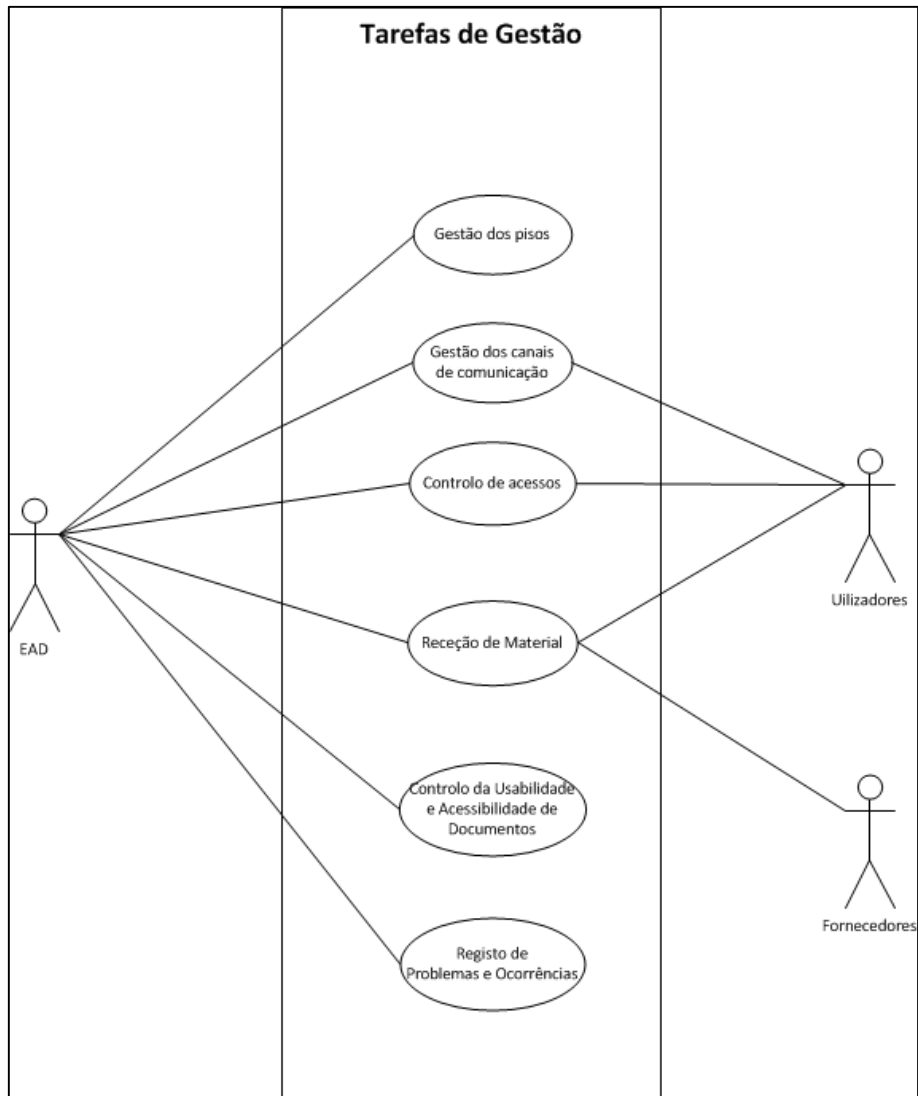 Tarefas de Gestão
Gestão dos pisos
Gestão dos canais
de comunicação
Controlo de acessos
Uilizadores
EAD
Receção de Material
Controlo da Usabilidade
e Acessibilidade de
Documentos
Fornecedores
Registo de
Problemas e Ocorrências